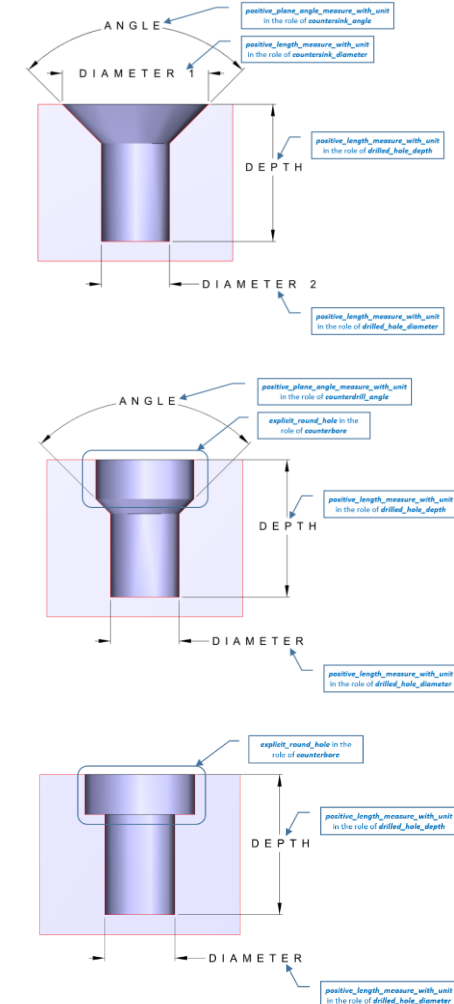 positive_plane_angle_measure_with_unit
in the role of countersink_angle
ANGLE
positive_length_measure_with_unit
in the role of countersink_diameter
DIAMETER 1
positive_length_measure_with_unit
in the role of drilled_hole_depth
DEPTH
DIAMETER 2
positive_length_measure_with_unit
in the role of drilled_hole_diameter
positive_plane_angle_measure_with_unit
in the role of counterdrill_angle
ANGLE
explicit_round_hole in the
role of counterbore
positive_length_measure_with_unit
in the role of drilled_hole_depth
DEPTH
DIAMETER
positive_length_measure_with_unit
in the role of drilled_hole_diameter
explicit_round_hole in the
role of counterbore
positive_length_measure_with_unit
in the role of drilled_hole_depth
DEPTH
DIAMETER
positive_length_measure_with_unit
in the role of drilled_hole_diameter